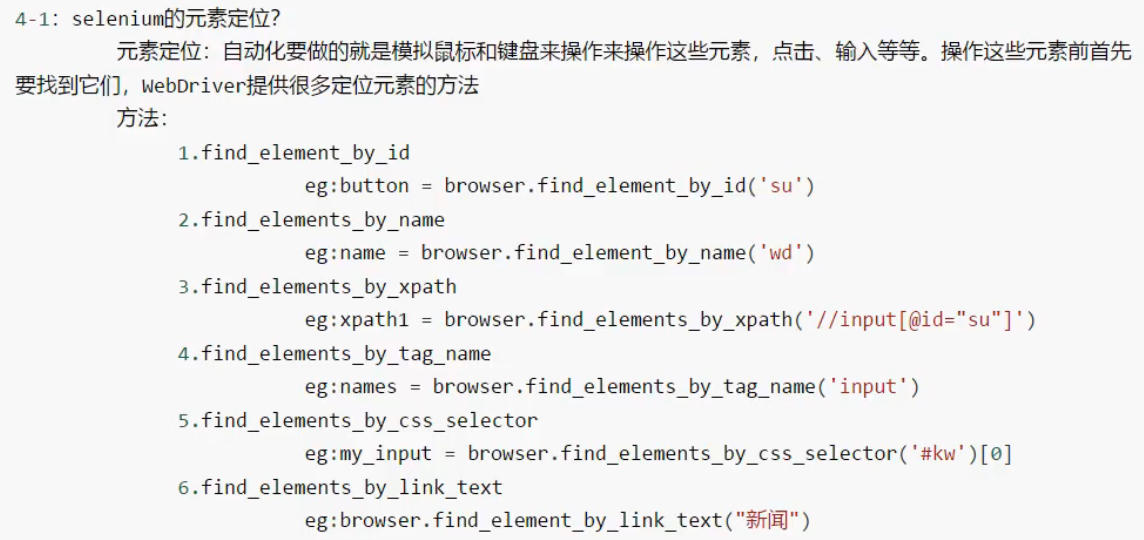 4-1：selenium的元素定位？
元素定位：自动化要做的就是模拟鼠标和键盘来操作来操作这些元素，点击、输入等等。操作这些元素前首先
要找到它们，WebDriver提供很多定位元素的方法
方法：
1.find_element_by_id
eg:button = browser.find_element_by_id('su')
2.find_elements_by_name
eg:name = browser.find_element_by_name('wd')
3.find_elements_by_xpath
eg:xpath1 = browser.find_elements_by_xpath('//input[@id="su"]')
4.find_elements_by_tag_name
eg:names = browser.find_elements_by_tag_name('input')
5.find_elements_by_css_selector
eg:my_input = browser.find_elements_by_css_selector('#kw')[0]
6.find_elements_by_link_text
eg:browser.find_element_by_link_text("新闻")